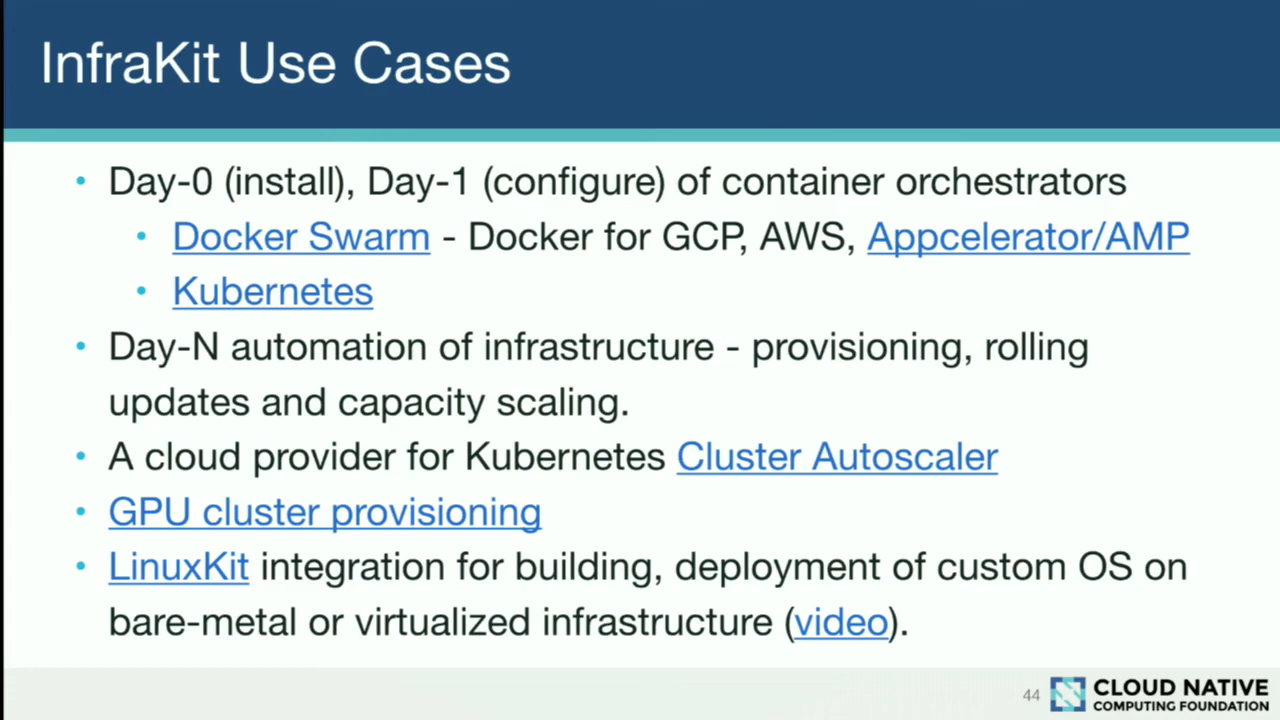 InfraKit Use Cases
• Day-0 (install), Day-1 (configure) of container orchestrators
• Docker Swarm - Docker for GCP, AWS, Appcelerator/AMP
• Kubernetes
• Day-N automation of infrastructure - provisioning, rolling
updates and capacity scaling.
• A cloud provider for Kubernetes Cluster Autoscaler
• GPU cluster provisioning
• LinuxKit integration for building, deployment of custom OS on
bare-metal or virtualized infrastructure (video).
44
CLOUD NATIVE
COMPUTING FOUNDATION